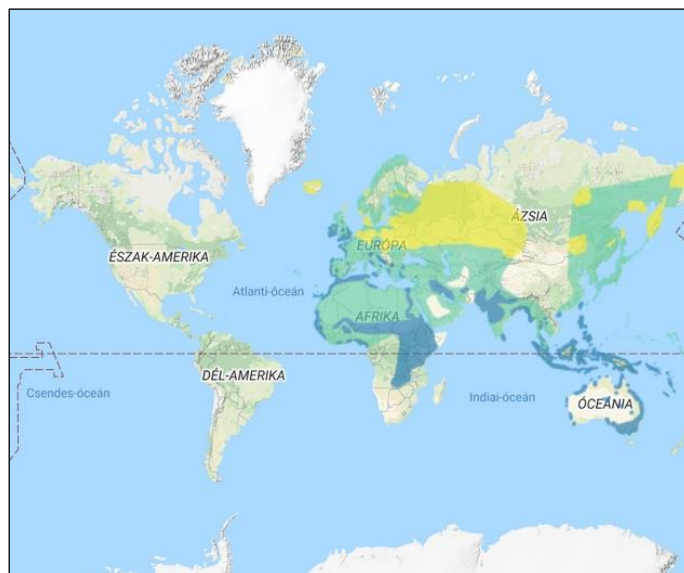 ÁZSIA
EURÓPA
ÉSZAK-AMERIKA
Atlanti-óceán
AFRIKA
DÉL-AMERIKA
Csendes-óceán
Indiai-óceán
ÓCEÁNIA